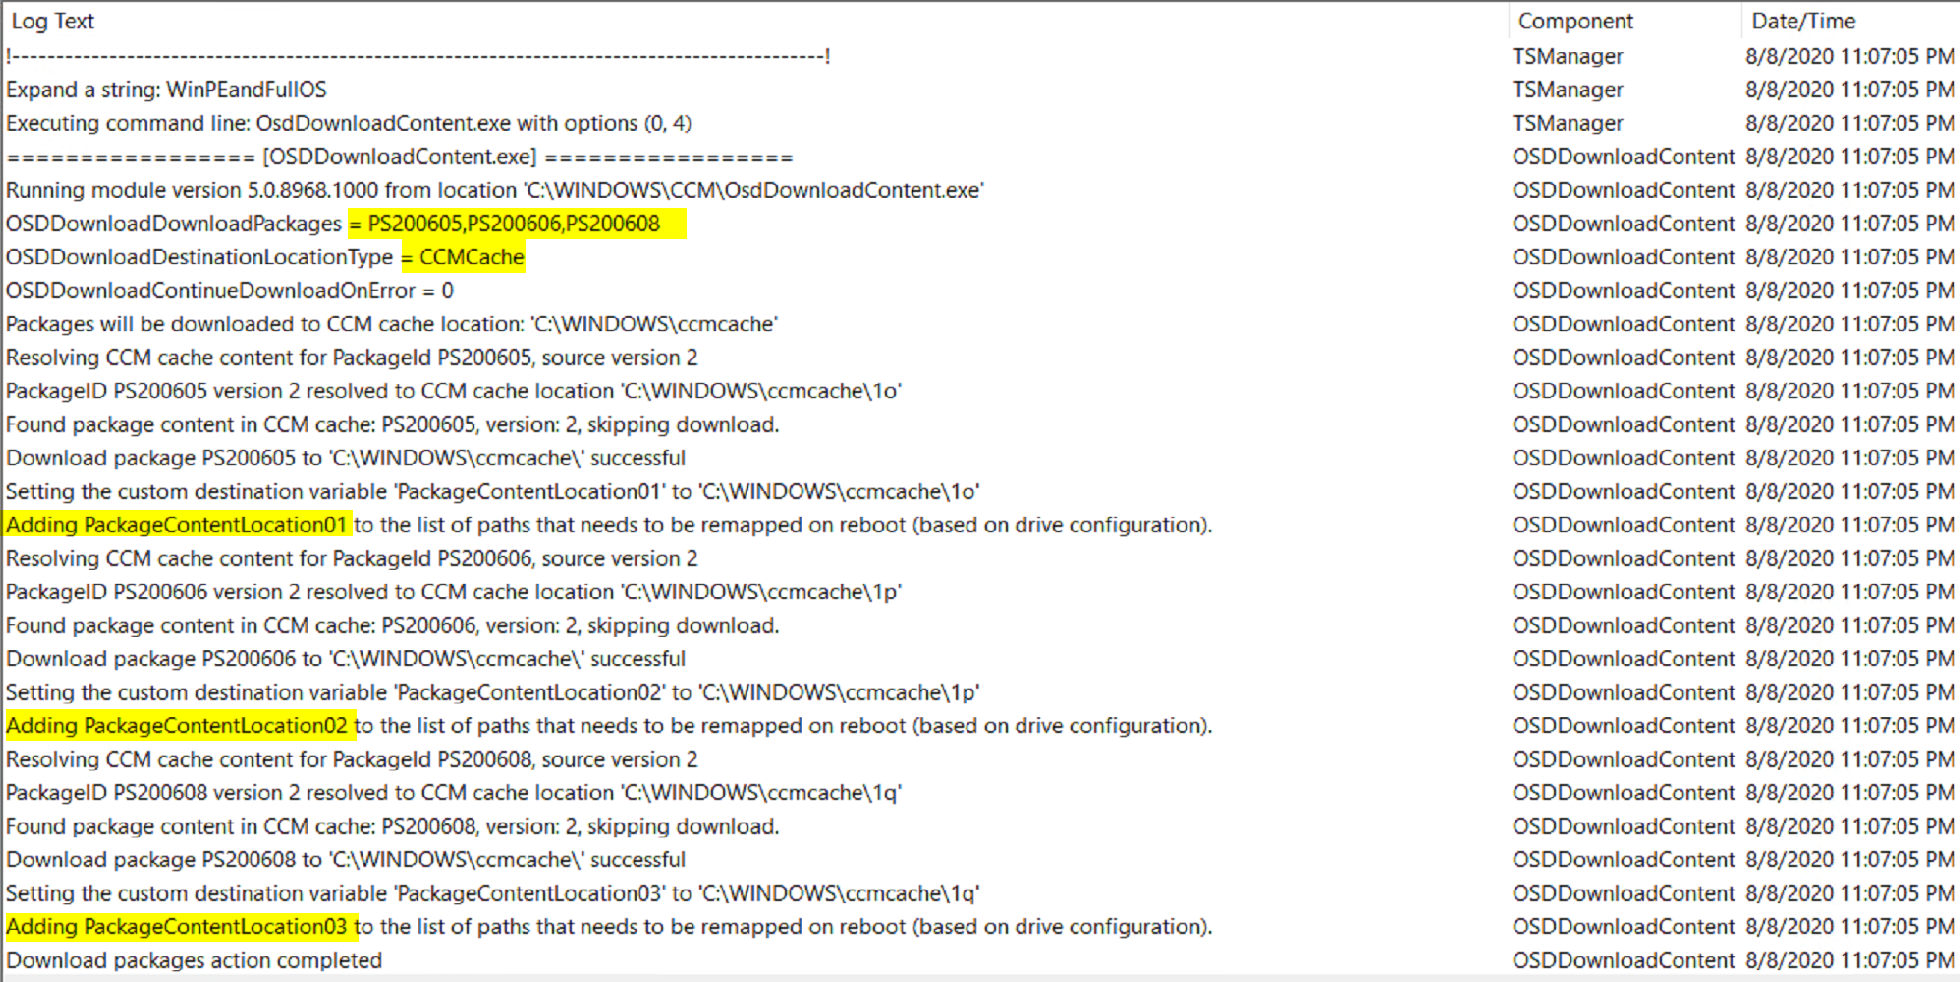 Log Text Component Date/Time
!----------------------------------------------------------------------------------------------! TSManager 8/8/2020 11:07:05 PM
Expand a string: WinPEandFullOS TSManager 8/8/2020 11:07:05 PM
Executing command line: OsdDownloadContent.exe with options (0, 4) TSManager 8/8/2020 11:07:05 PM
================= [OSDDownloadContent.exe] ================= OSDDownloadContent 8/8/2020 11:07:05 PM
Running module version 5.0.8968.1000 from location 'C:\WINDOWS\CCM\OsdDownloadContent.exe' OSDDownloadContent 8/8/2020 11:07:05 PM
OSDDownloadDownloadPackages = PS200605,PS200606,PS200608 OSDDownloadContent 8/8/2020 11:07:05 PM
OSDDownloadDestinationLocationType = CCMCache OSDDownloadContent 8/8/2020 11:07:05 PM
OSDDownloadContinueDownloadOnError = 0 OSDDownloadContent 8/8/2020 11:07:05 PM
Packages will be downloaded to CCM cache location: 'C:\WINDOWS\ccmcache' OSDDownloadContent 8/8/2020 11:07:05 PM
Resolving CCM cache content for PackageId PS200605, source version 2 OSDDownloadContent 8/8/2020 11:07:05 PM
PackageID PS200605 version 2 resolved to CCM cache location 'C:\WINDOWS\ccmcache\1o' OSDDownloadContent 8/8/2020 11:07:05 PM
Found package content in CCM cache: PS200605, version: 2, skipping download. OSDDownloadContent 8/8/2020 11:07:05 PM
Download package PS200605 to 'C:\WINDOWS\ccmcache\' successful OSDDownloadContent 8/8/2020 11:07:05 PM
Setting the custom destination variable 'PackageContentLocation01' to 'C:\WINDOWS\ccmcache\1o' OSDDownloadContent 8/8/2020 11:07:05 PM
Adding PackageContentLocation01 to the list of paths that needs to be remapped on reboot (based on drive configuration). OSDDownloadContent 8/8/2020 11:07:05 PM
Resolving CCM cache content for PackageId PS200606, source version 2 OSDDownloadContent 8/8/2020 11:07:05 PM
PackageID PS200606 version 2 resolved to CCM cache location 'C:\WINDOWS\ccmcache\1p' OSDDownloadContent 8/8/2020 11:07:05 PM
Found package content in CCM cache: PS200606, version: 2, skipping download. OSDDownloadContent 8/8/2020 11:07:05 PM
Download package PS200606 to 'C:\WINDOWS\ccmcache\' successful OSDDownloadContent 8/8/2020 11:07:05 PM
Setting the custom destination variable 'PackageContentLocation02' to 'C:\WINDOWS\ccmcache\1p' OSDDownloadContent 8/8/2020 11:07:05 PM
Adding PackageContentLocation02 to the list of paths that needs to be remapped on reboot (based on drive configuration). OSDDownloadContent 8/8/2020 11:07:05 PM
Resolving CCM cache content for PackageId PS200608, source version 2 OSDDownloadContent 8/8/2020 11:07:05 PM
PackageID PS200608 version 2 resolved to CCM cache location 'C:\WINDOWS\ccmcache\1q' OSDDownloadContent 8/8/2020 11:07:05 PM
Found package content in CCM cache: PS200608, version: 2, skipping download. OSDDownloadContent 8/8/2020 11:07:05 PM
Download package PS200608 to 'C:\WINDOWS\ccmcache\' successful OSDDownloadContent 8/8/2020 11:07:05 PM
Setting the custom destination variable 'PackageContentLocation03' to 'C:\WINDOWS\ccmcache\1q' OSDDownloadContent 8/8/2020 11:07:05 PM
Adding PackageContentLocation03 to the list of paths that needs to be remapped on reboot (based on drive configuration). OSDDownloadContent 8/8/2020 11:07:05 PM
Download packages action completed OSDDownloadContent 8/8/2020 11:07:05 PM